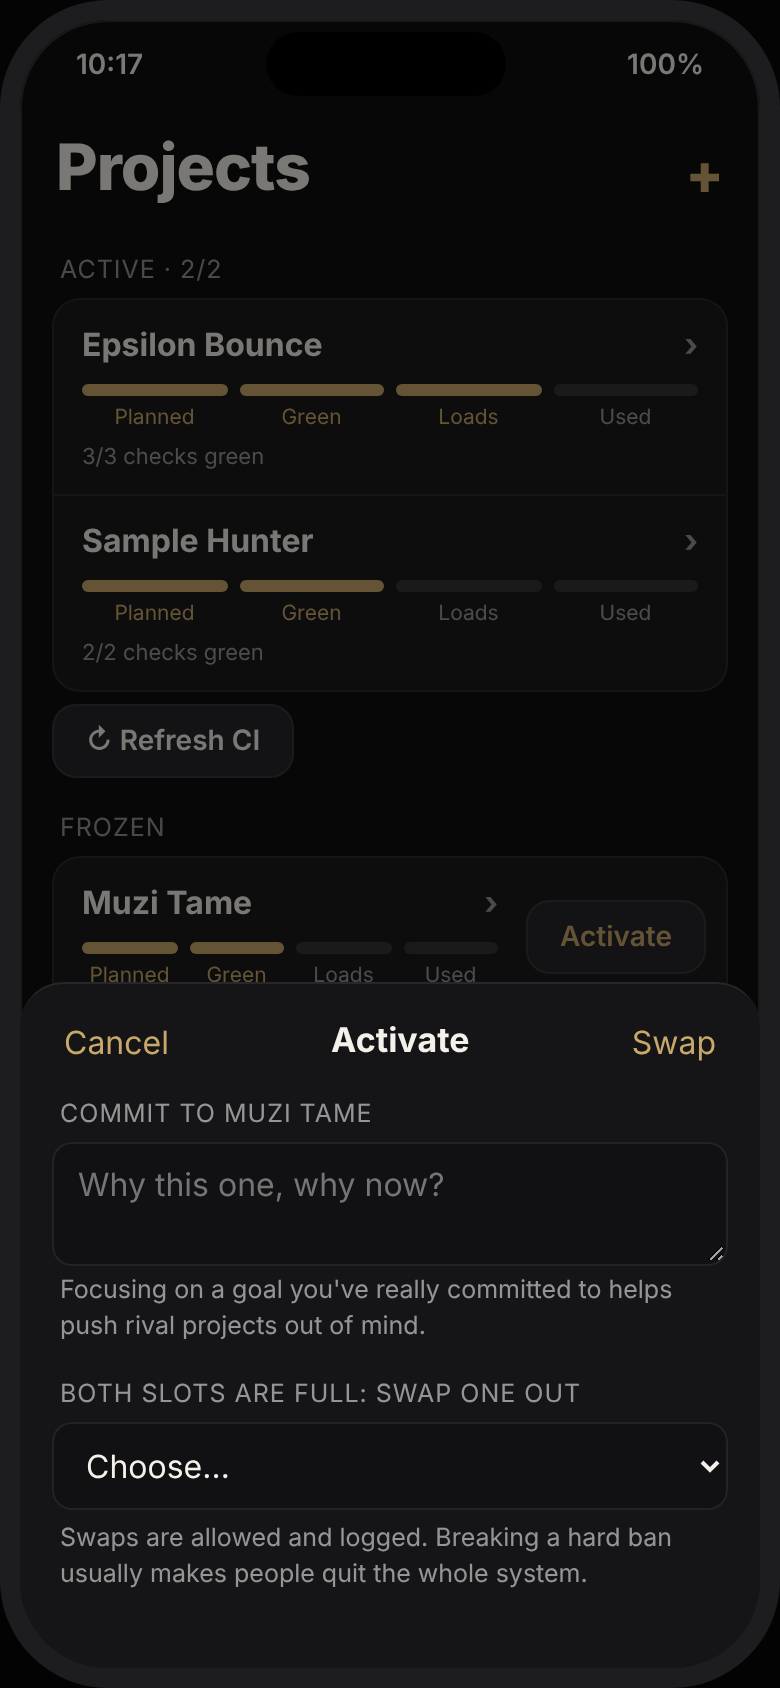 10:17 100%
Projects +
ACTIVE · 2/2
Epsilon Bounce ›
Planned Green Loads Used
3/3 checks green
Sample Hunter ›
Planned Green Loads Used
2/2 checks green
↻ Refresh CI
FROZEN
Muzi Tame › Activate
Planned Green Loads Used
Cancel Activate Swap
COMMIT TO MUZI TAME
Why this one, why now?
Focusing on a goal you've really committed to helps
push rival projects out of mind.
BOTH SLOTS ARE FULL: SWAP ONE OUT
Choose...
Swaps are allowed and logged. Breaking a hard ban
usually makes people quit the whole system.